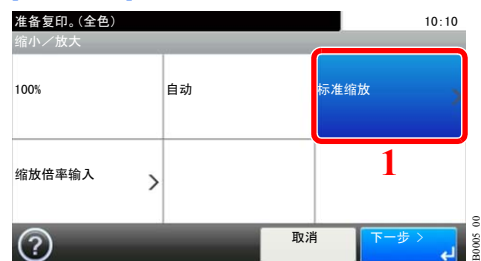 准备复印。(全色) 10:10
缩小／放大
100% 自动 标准缩放
1
缩放倍率输入
? 取消 下一步 >
B0005_00